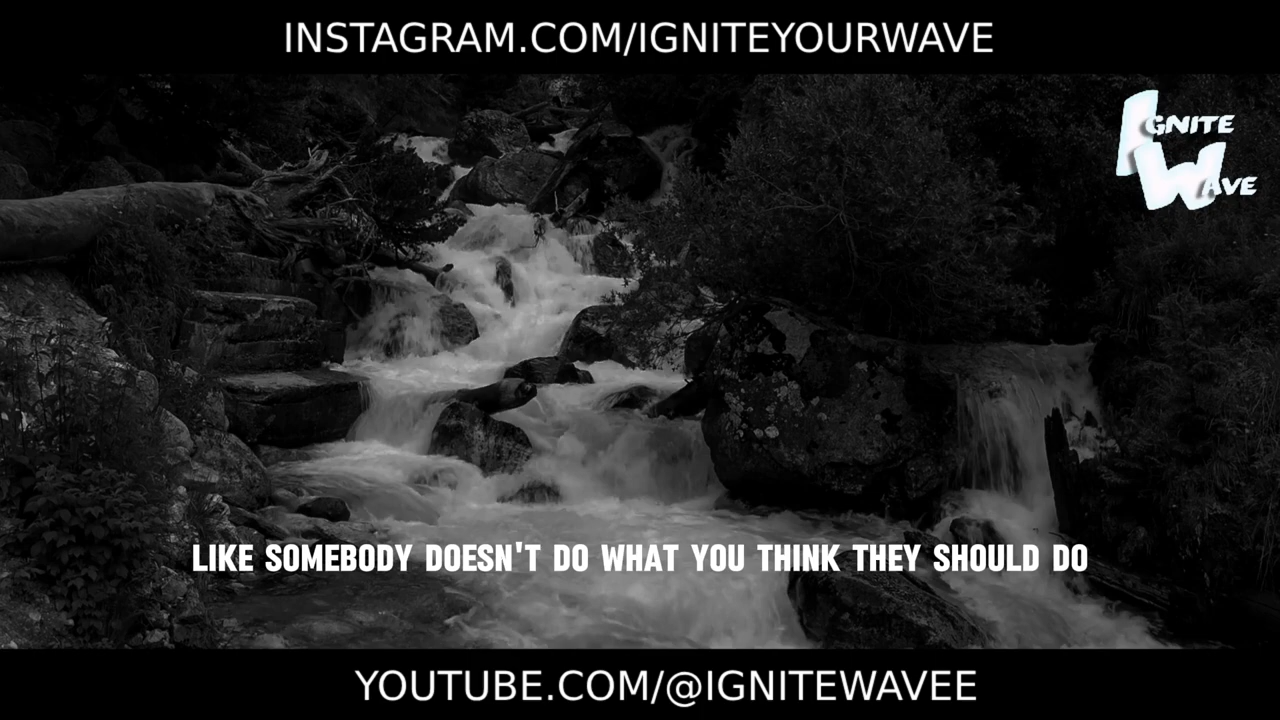 INSTAGRAM.COM/IGNITEYOURWAVE
IGNITE
WAVE
LIKE SOMEBODY DOESN'T DO WHAT YOU THINK THEY SHOULD DO
YOUTUBE.COM/@IGNITEWAVEE